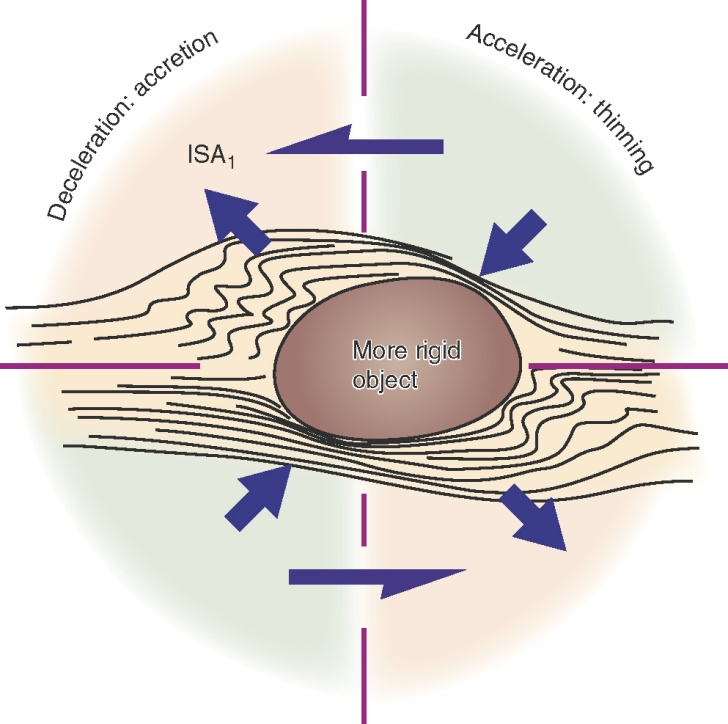 Deceleration: accretion
Acceleration: thinning
ISA1
More rigid
object